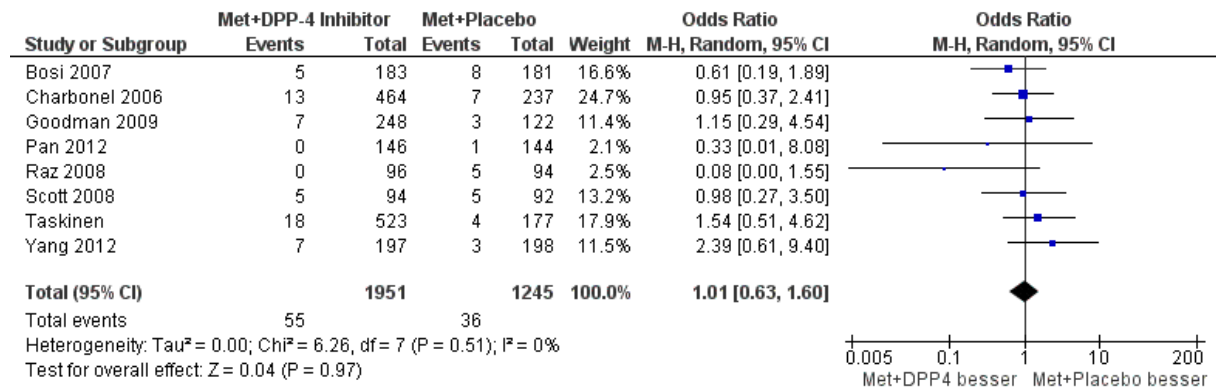 Met+DPP-4 Inhibitor Met+Placebo Odds Ratio Odds Ratio
Study or Subgroup Events Total Events Total Weight M-H, Random, 95% CI M-H, Random, 95% CI
Bosi 2007 5 183 8 181 16.6% 0.61 [0.19, 1.89]
Charbonel 2006 13 464 7 237 24.7% 0.95 [0.37, 2.41]
Goodman 2009 7 248 3 122 11.4% 1.15 [0.29, 4.54]
Pan 2012 0 146 1 144 2.1% 0.33 [0.01, 8.08]
Raz 2008 0 96 5 94 2.5% 0.08 [0.00, 1.55]
Scott 2008 5 94 5 92 13.2% 0.98 [0.27, 3.50]
Taskinen 18 523 4 177 17.9% 1.54 [0.51, 4.62]
Yang 2012 7 197 3 198 11.5% 2.39 [0.61, 9.40]
Total (95% CI) 1951 1245 100.0% 1.01 [0.63, 1.60]
Total events 55 36
Heterogeneity: Tau² = 0.00; Chi² = 6.26, df = 7 (P = 0.51); I² = 0%
Test for overall effect: Z = 0.04 (P = 0.97)
0.005 0.1 1 10 200
Met+DPP4 besser Met+Placebo besser